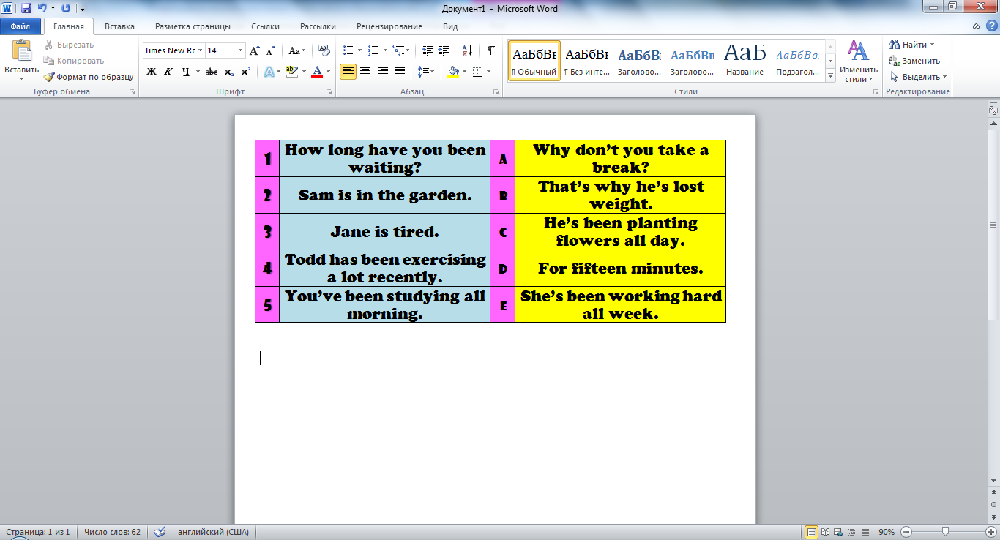 Документ1 - Microsoft Word
Файл Главная Вставка Разметка страницы Ссылки Рассылки Рецензирование Вид
Вставить
Вырезать
Копировать
Формат по образцу
Буфер обмена
Times New Rc 14
Ж К Ч abc x₂ x²
Шрифт
Абзац
АаБбВв АаБбВв АаБбВ АаБбВв АаБ АаБбВв.
¶ Обычный ¶ Без инте... Заголово... Заголово... Название Подзагол...
Стили
Изменить
стили
Найти
Заменить
Выделить
Редактирование
1 How long have you been
waiting?
A Why don't you take a
break?
2 Sam is in the garden.
B That's why he's lost
weight.
3 Jane is tired.
C He's been planting
flowers all day.
4 Todd has been exercising
a lot recently.
D For fifteen minutes.
5 You've been studying all
morning.
E She's been working hard
all week.
Страница: 1 из 1 Число слов: 62 английский (США) 90%